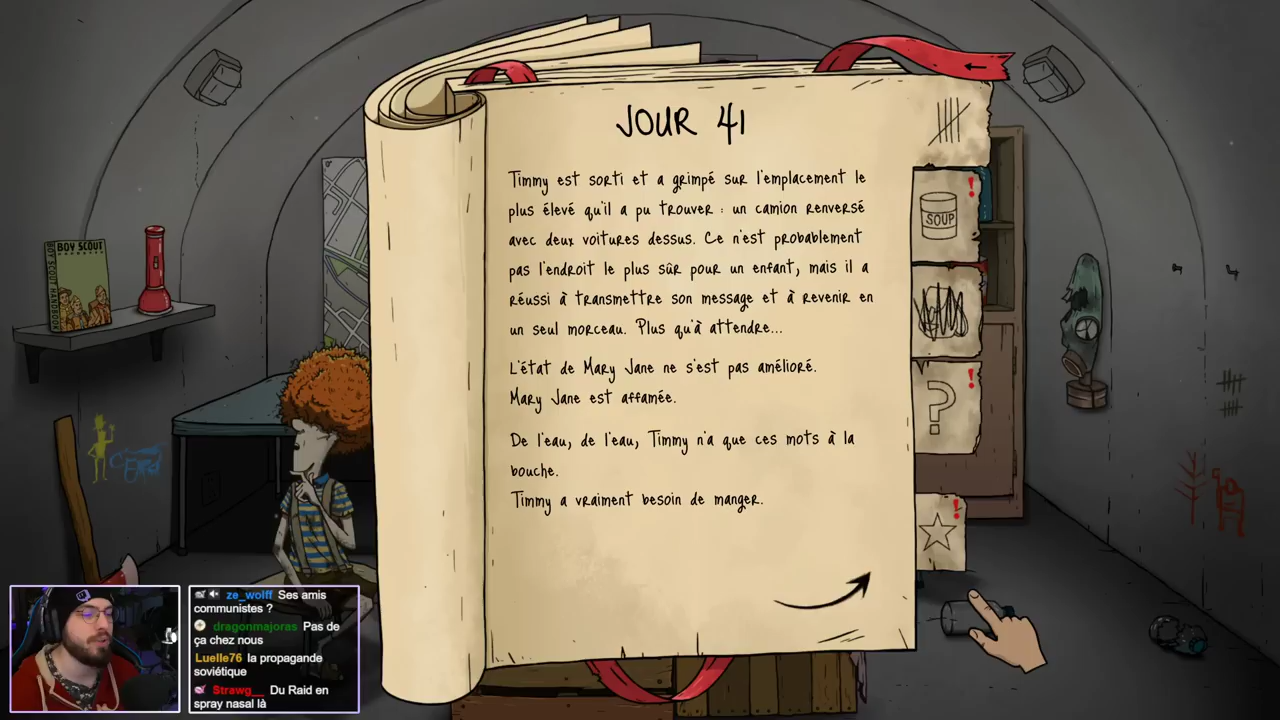 JOUR 41
Timmy est sorti et a grimpé sur l'emplacement le
plus élevé qu'il a pu trouver : un camion renversé
avec deux voitures dessus. Ce n'est probablement
pas l'endroit le plus sûr pour un enfant, mais il a
réussi à transmettre son message et à revenir en
un seul morceau. Plus qu'à attendre...
L'état de Mary Jane ne s'est pas amélioré.
Mary Jane est affamée.
De l'eau, de l'eau, Timmy n'a que ces mots à la
bouche.
Timmy a vraiment besoin de manger.
!
SOUP
!
?
!
BOY SCOUT
BOY SCOUT HANDBOOK
ze_wolff Ses amis
communistes ?
dragonmajoras Pas de
ça chez nous
Luelle76 la propagande
soviétique
Strawg__ Du Raid en
spray nasal là